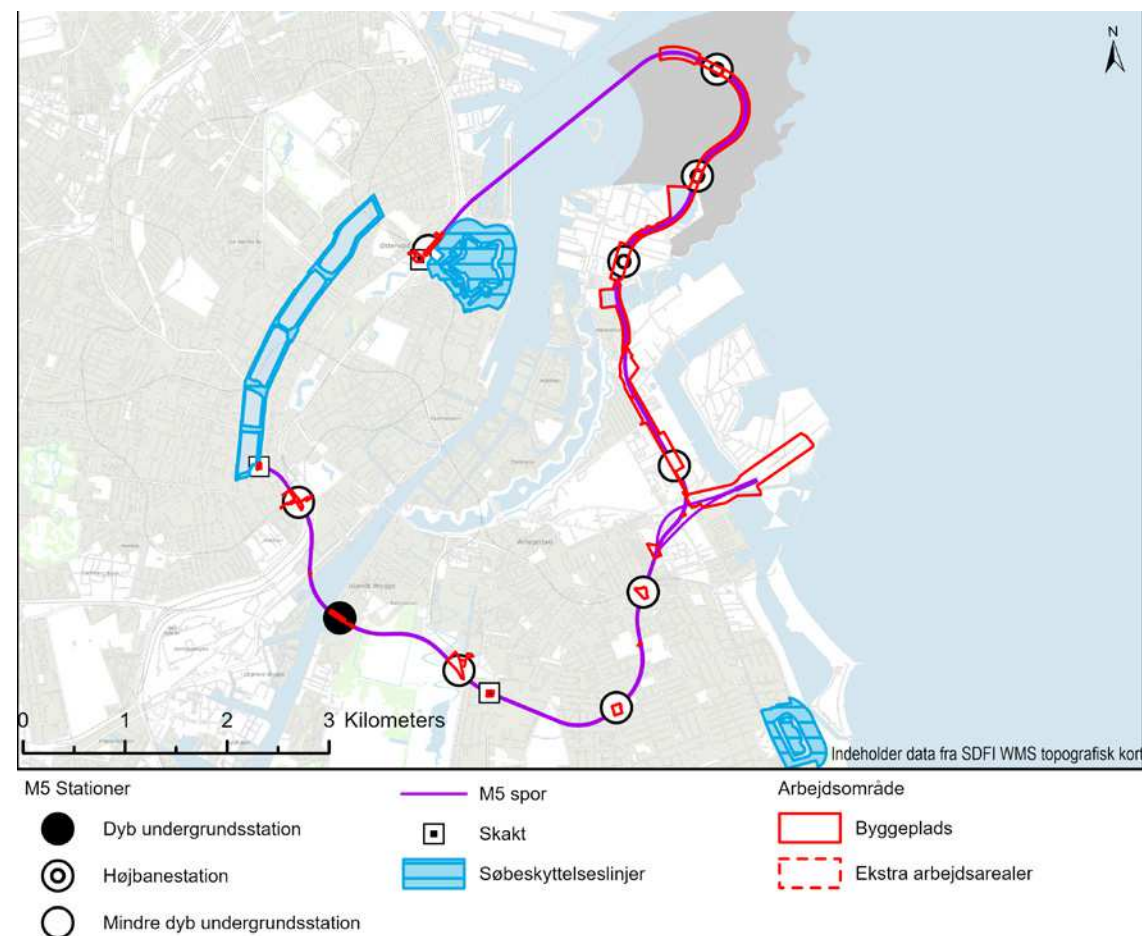 N
0 1 2 3 Kilometers
Indeholder data fra SDFI WMS topografisk kort
M5 Stationer
Dyb undergrundsstation
Højbanestation
Mindre dyb undergrundsstation
M5 spor
Skakt
Søbeskyttelseslinjer
Arbejdsområde
Byggeplads
Ekstra arbejdsarealer